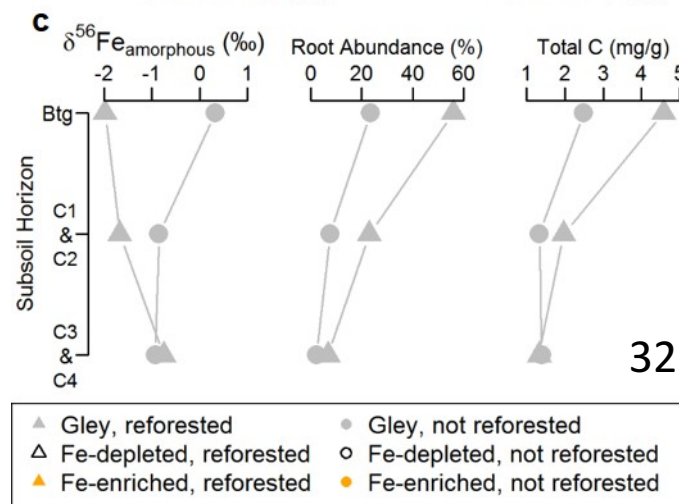 c
δ56Feamorphous (‰) Root Abundance (%) Total C (mg/g)
-2 -1 0 1 0 20 40 60 1 2 3 4 5
Btg
C1
&
C2
C3
&
C4
Subsoil Horizon
32
Gley, reforested Gley, not reforested
Fe-depleted, reforested Fe-depleted, not reforested
Fe-enriched, reforested Fe-enriched, not reforested